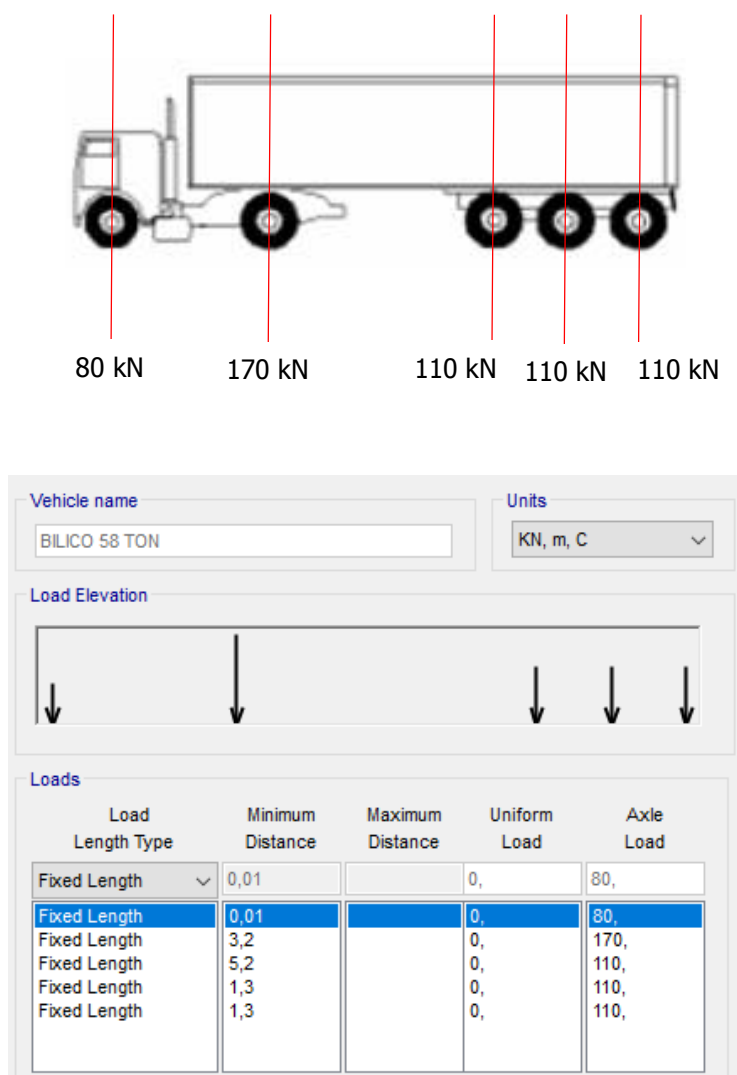 80 kN 170 kN 110 kN 110 kN 110 kN
Vehicle name Units
BILICO 58 TON KN, m, C
Load Elevation
Loads
Load Minimum Maximum Uniform Axle
Length Type Distance Distance Load Load
Fixed Length 0,01 0, 80,
Fixed Length 0,01 0, 80,
Fixed Length 3,2 0, 170,
Fixed Length 5,2 0, 110,
Fixed Length 1,3 0, 110,
Fixed Length 1,3 0, 110,